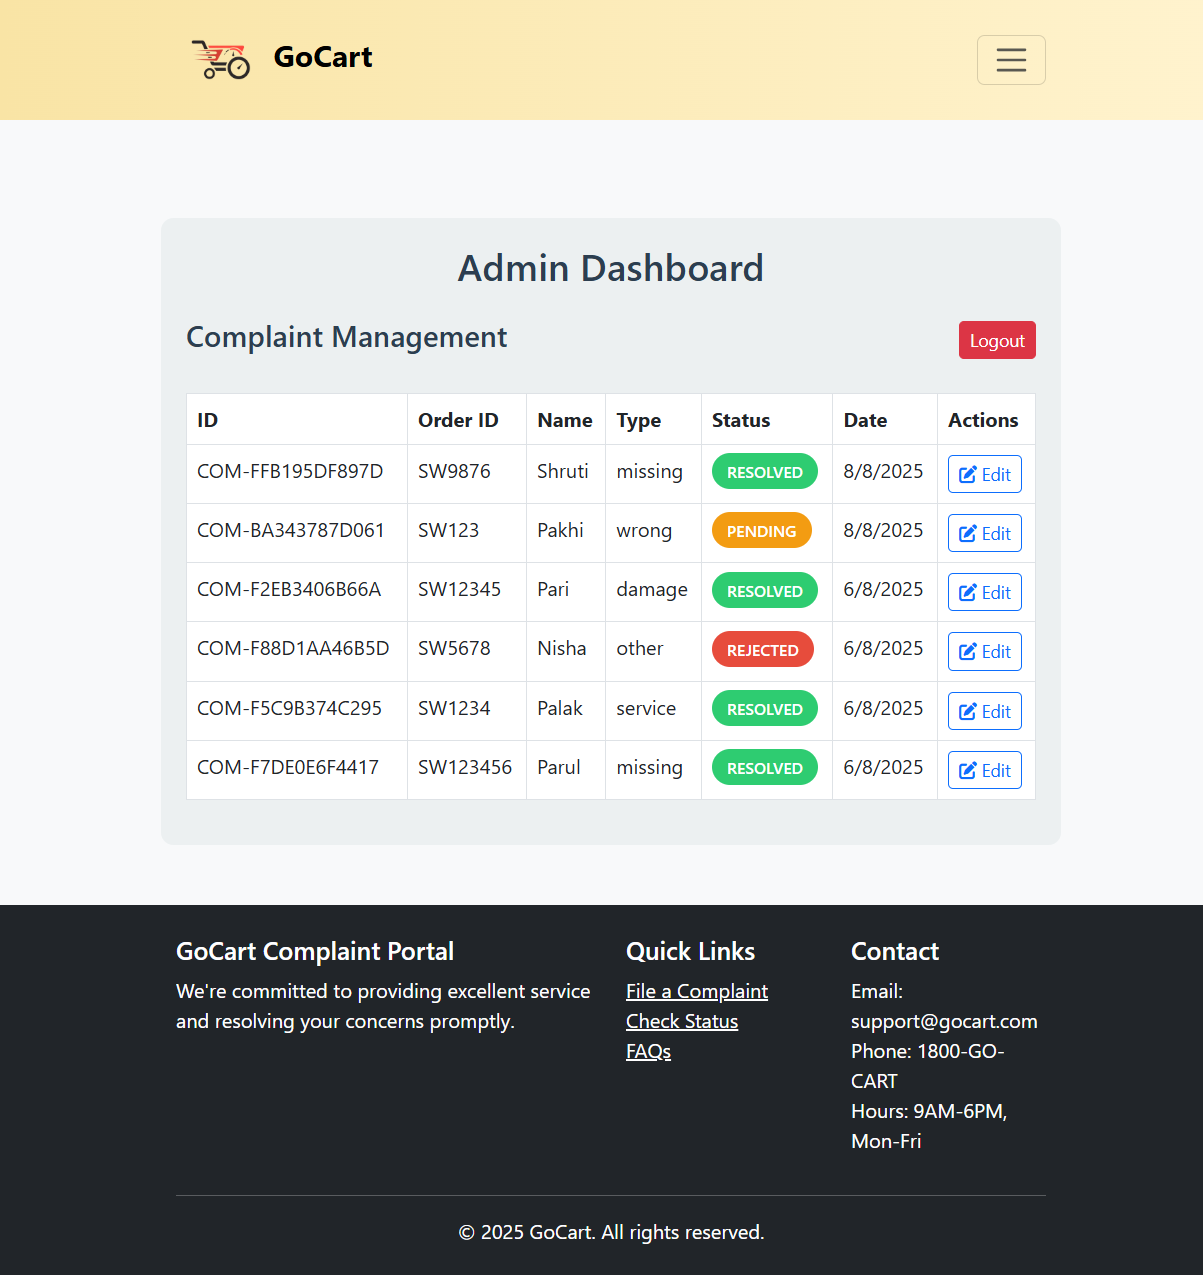 GoCart
Admin Dashboard
Complaint Management
Logout
ID Order ID Name Type Status Date Actions
COM-FFB195DF897D SW9876 Shruti missing RESOLVED 8/8/2025 Edit
COM-BA343787D061 SW123 Pakhi wrong PENDING 8/8/2025 Edit
COM-F2EB3406B66A SW12345 Pari damage RESOLVED 6/8/2025 Edit
COM-F88D1AA46B5D SW5678 Nisha other REJECTED 6/8/2025 Edit
COM-F5C9B374C295 SW1234 Palak service RESOLVED 6/8/2025 Edit
COM-F7DE0E6F4417 SW123456 Parul missing RESOLVED 6/8/2025 Edit
GoCart Complaint Portal
We're committed to providing excellent service
and resolving your concerns promptly.
Quick Links
File a Complaint
Check Status
FAQs
Contact
Email:
support@gocart.com
Phone: 1800-GO-
CART
Hours: 9AM-6PM,
Mon-Fri
© 2025 GoCart. All rights reserved.